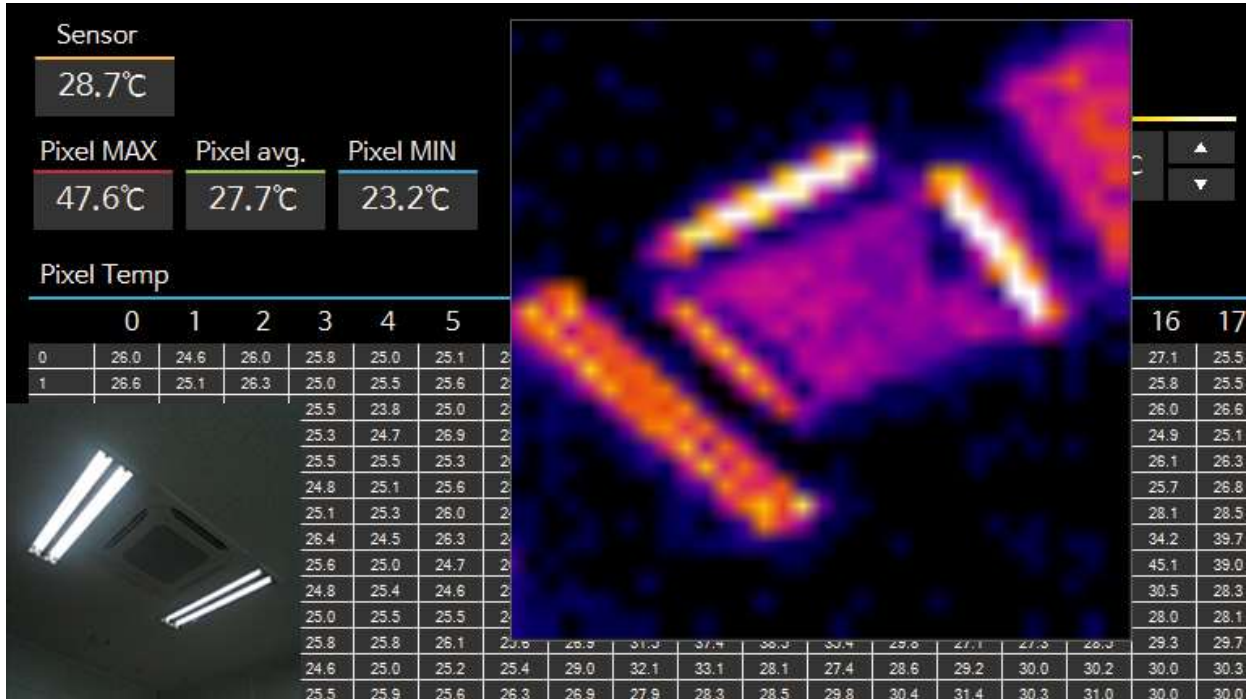 Sensor
28.7℃
Pixel MAX Pixel avg. Pixel MIN
47.6℃ 27.7℃ 23.2℃
Pixel Temp
0 1 2 3 4 5 16 17
0 26.0 24.6 26.0 25.8 25.0 25.1 27.1 25.5
1 26.6 25.1 26.3 25.0 25.5 25.6 25.8 25.5
25.5 23.8 25.0 26.0 26.6
25.3 24.7 26.9 24.9 25.1
25.5 25.5 25.3 26.1 26.3
24.8 25.1 25.6 25.7 26.8
25.1 25.3 26.0 28.1 28.5
26.4 24.5 26.3 34.2 39.7
25.6 25.0 24.7 45.1 39.0
24.8 25.4 24.6 30.5 28.3
25.0 25.5 25.5 28.0 28.1
25.8 25.8 26.1 29.3 29.7
24.6 25.0 25.2 25.4 29.0 32.1 33.1 28.1 27.4 28.6 29.2 30.0 30.2 30.0 30.3
25.5 25.9 25.6 26.3 26.9 27.9 28.3 28.5 29.8 30.4 31.4 30.3 31.0 30.0